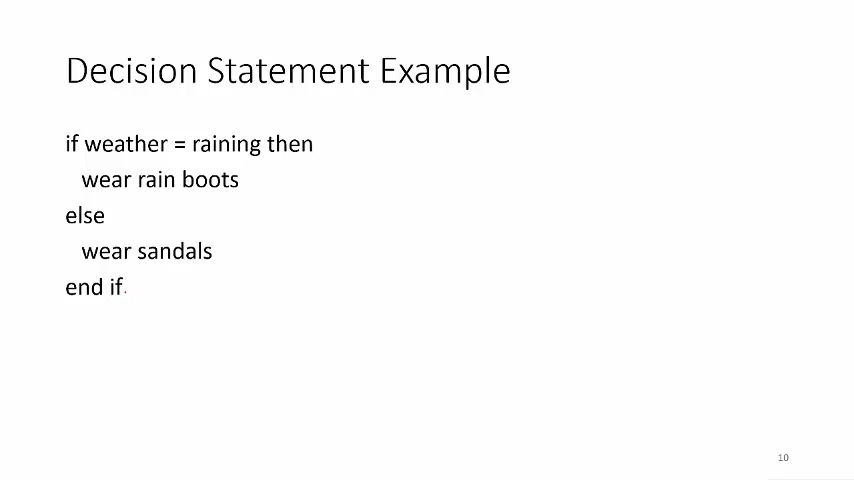 Decision Statement Example
if weather = raining then
wear rain boots
else
wear sandals
end if
10